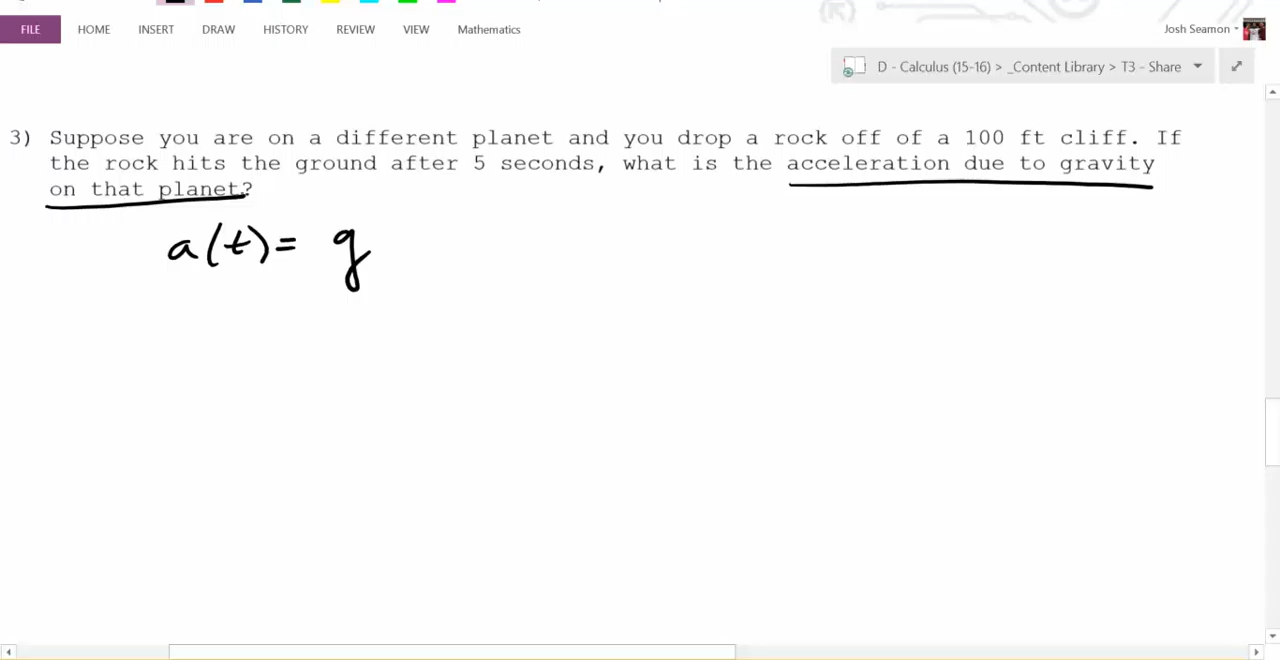 FILE HOME INSERT DRAW HISTORY REVIEW VIEW Mathematics Josh Seamon
D - Calculus (15-16) > _Content Library > T3 - Share
3) Suppose you are on a different planet and you drop a rock off of a 100 ft cliff. If
the rock hits the ground after 5 seconds, what is the acceleration due to gravity
on that planet?
a(t)= g